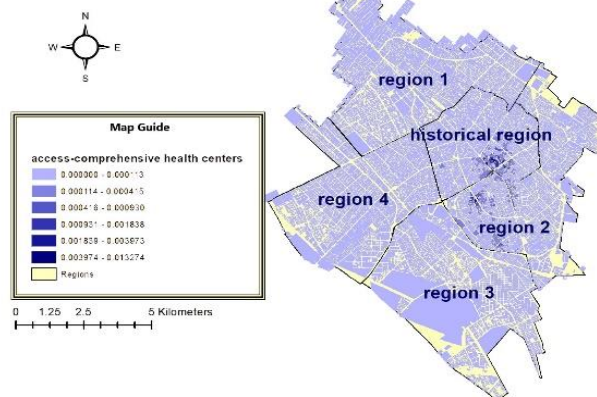 N
W E
S
region 1
Map Guide
historical region
access-comprehensive health centers
0.000000 - 0.000113
0.000114 - 0.000415
0.000416 - 0.000930
0.000931 - 0.001838
0.001839 - 0.003973
0.003974 - 0.013274
Regions
region 4
region 2
region 3
0 1.25 2.5 5 Kilometers